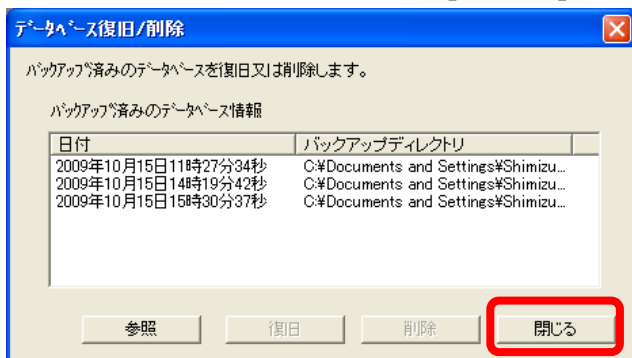 ﾃﾞｰﾀﾍﾞｰｽ復旧/削除
ﾊﾞｯｸｱｯﾌﾟ済みのﾃﾞｰﾀﾍﾞｰｽを復旧又は削除します。
ﾊﾞｯｸｱｯﾌﾟ済みのﾃﾞｰﾀﾍﾞｰｽ情報
日付 バックアップディレクトリ
2009年10月15日11時27分34秒 C:¥Documents and Settings¥Shimizu...
2009年10月15日14時19分42秒 C:¥Documents and Settings¥Shimizu...
2009年10月15日15時30分37秒 C:¥Documents and Settings¥Shimizu...
参照 復旧 削除 閉じる